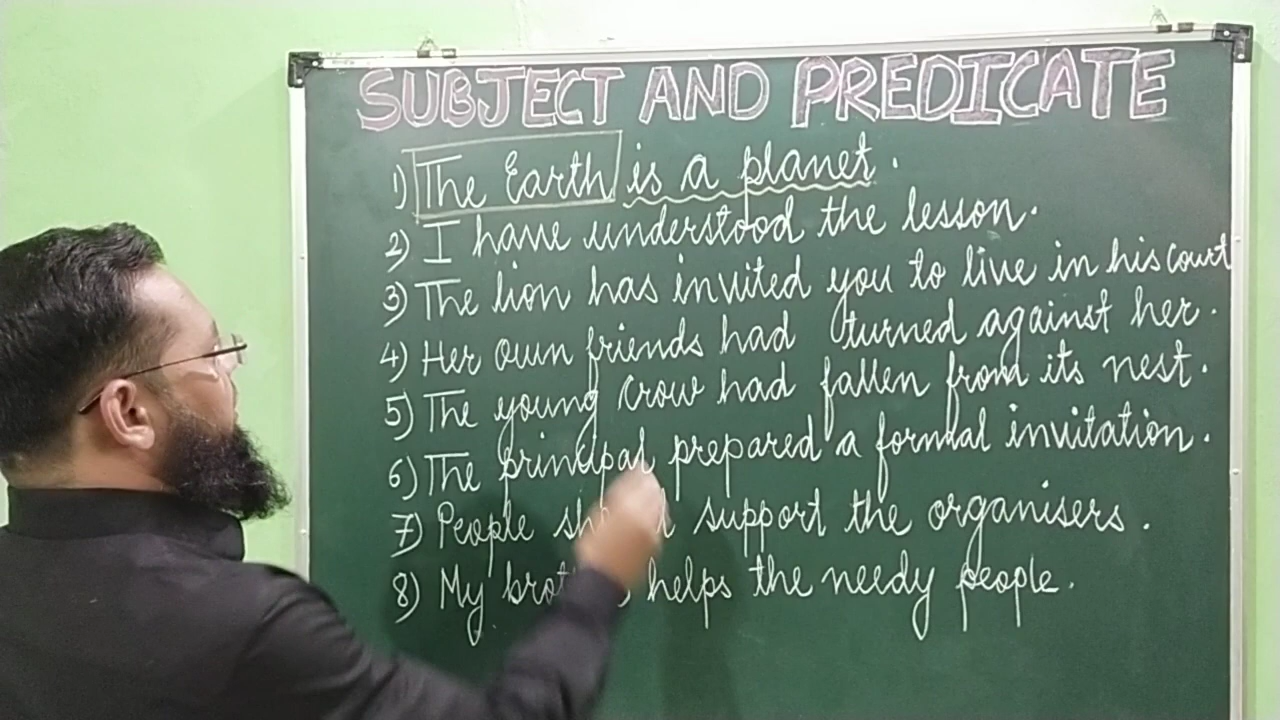 SUBJECT AND PREDICATE
1) The Earth is a planet.
2) I have understood the lesson.
3) The lion has invited you to live in his court
4) Her own friends had turned against her.
5) The young crow had fallen from its nest.
6) The principal prepared a formal invitation.
7) People support the organisers.
8) My helps the needy people.